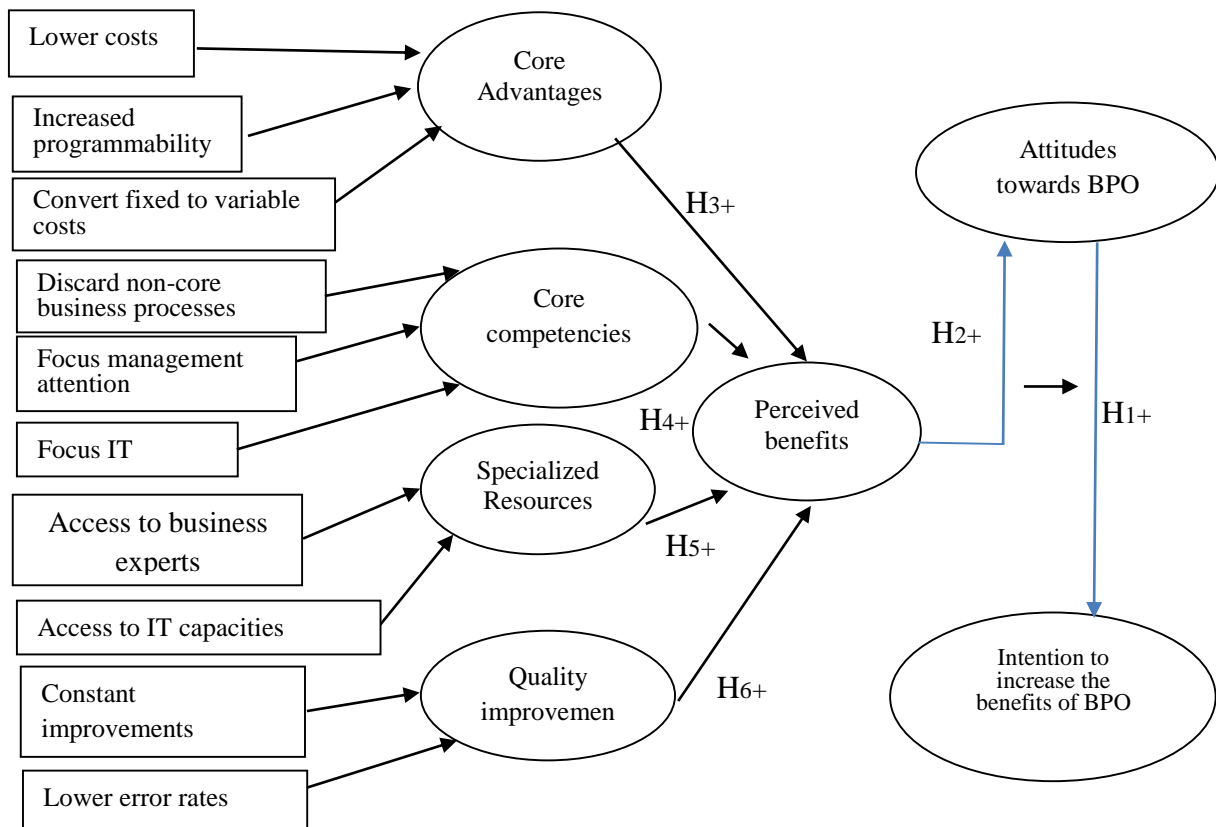 Lower costs
Increased
programmability
Convert fixed to variable
costs
Discard non-core
business processes
Focus management
attention
Focus IT
Access to business
experts
Access to IT capacities
Constant
improvements
Lower error rates
Core
Advantages
Core
competencies
Specialized
Resources
Quality
improvemen
H3+
H4+
H5+
H6+
Perceived
benefits
H2+
H1+
Attitudes
towards BPO
Intention to
increase the
benefits of BPO